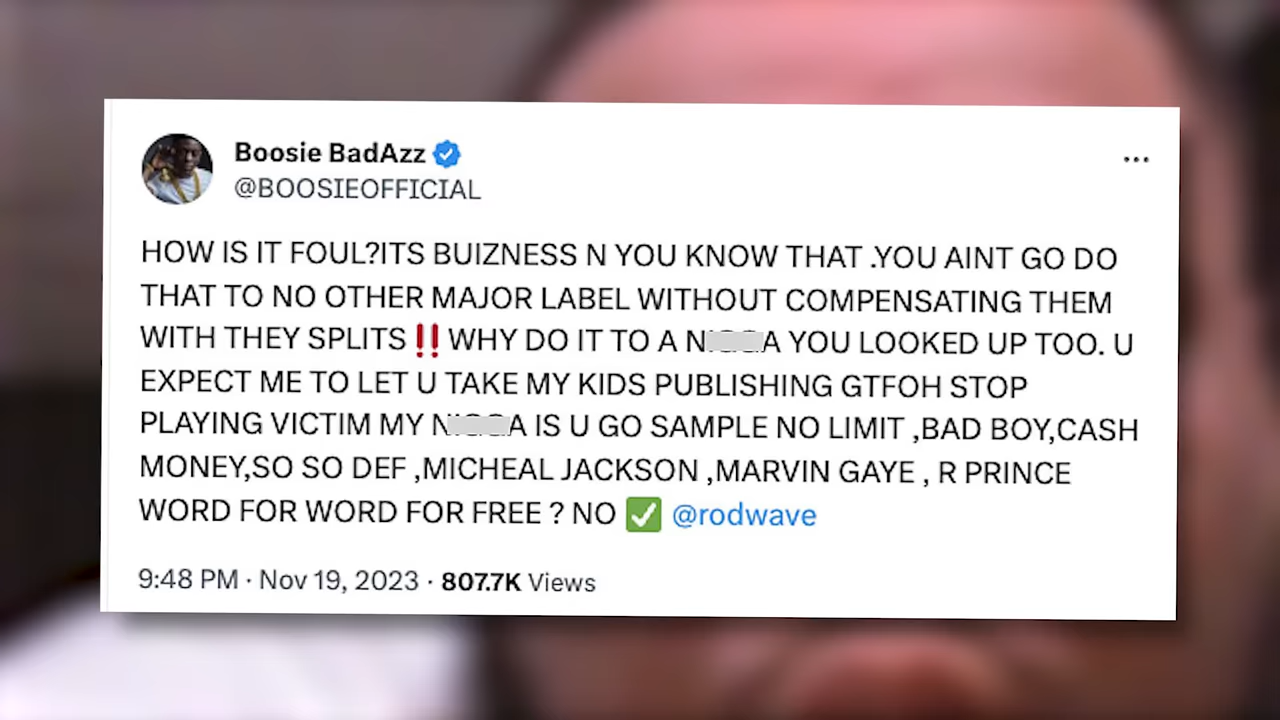 Boosie BadAzz
@BOOSIEOFFICIAL
HOW IS IT FOUL?ITS BUIZNESS N YOU KNOW THAT .YOU AINT GO DO
THAT TO NO OTHER MAJOR LABEL WITHOUT COMPENSATING THEM
WITH THEY SPLITS ‼️ WHY DO IT TO A YOU LOOKED UP TOO. U
EXPECT ME TO LET U TAKE MY KIDS PUBLISHING GTFOH STOP
PLAYING VICTIM MY IS U GO SAMPLE NO LIMIT ,BAD BOY,CASH
MONEY,SO SO DEF ,MICHEAL JACKSON ,MARVIN GAYE , R PRINCE
WORD FOR WORD FOR FREE ? NO ✅ @rodwave
9:48 PM · Nov 19, 2023 · 807.7K Views